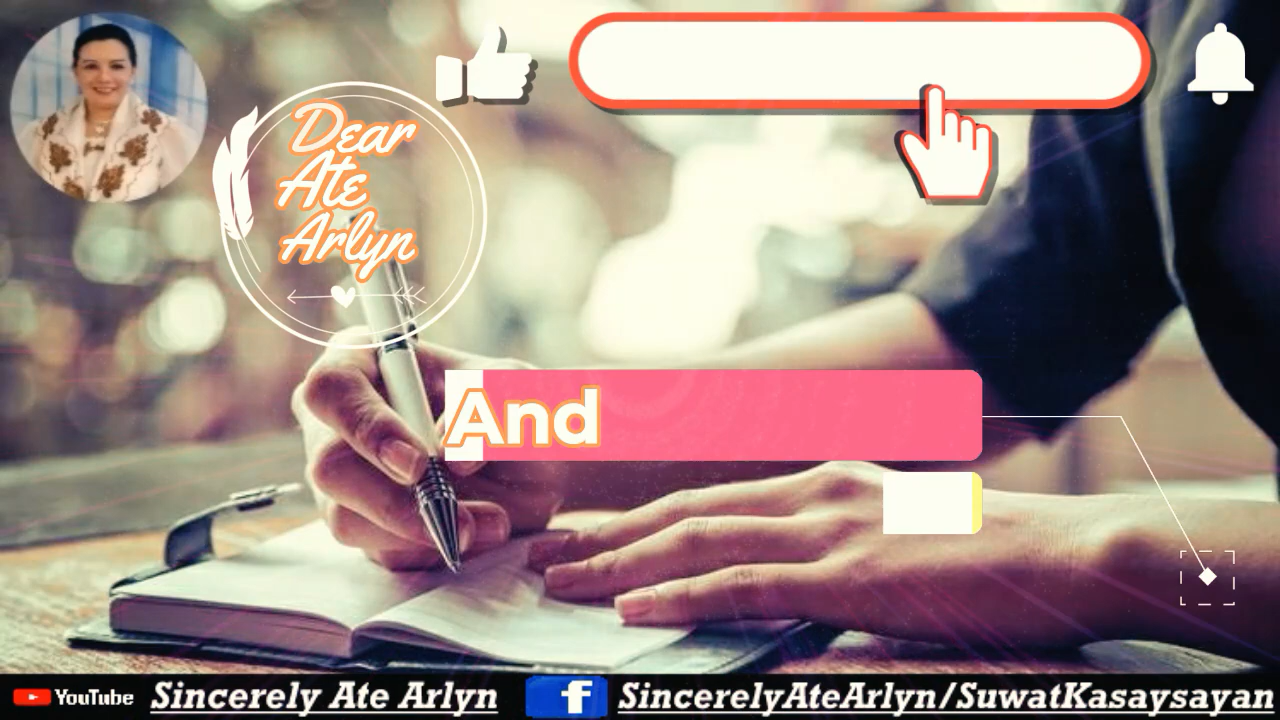 Dear
Ate
Arlyn
And
YouTube Sincerely Ate Arlyn f SincerelyAteArlyn/SuwatKasaysayan